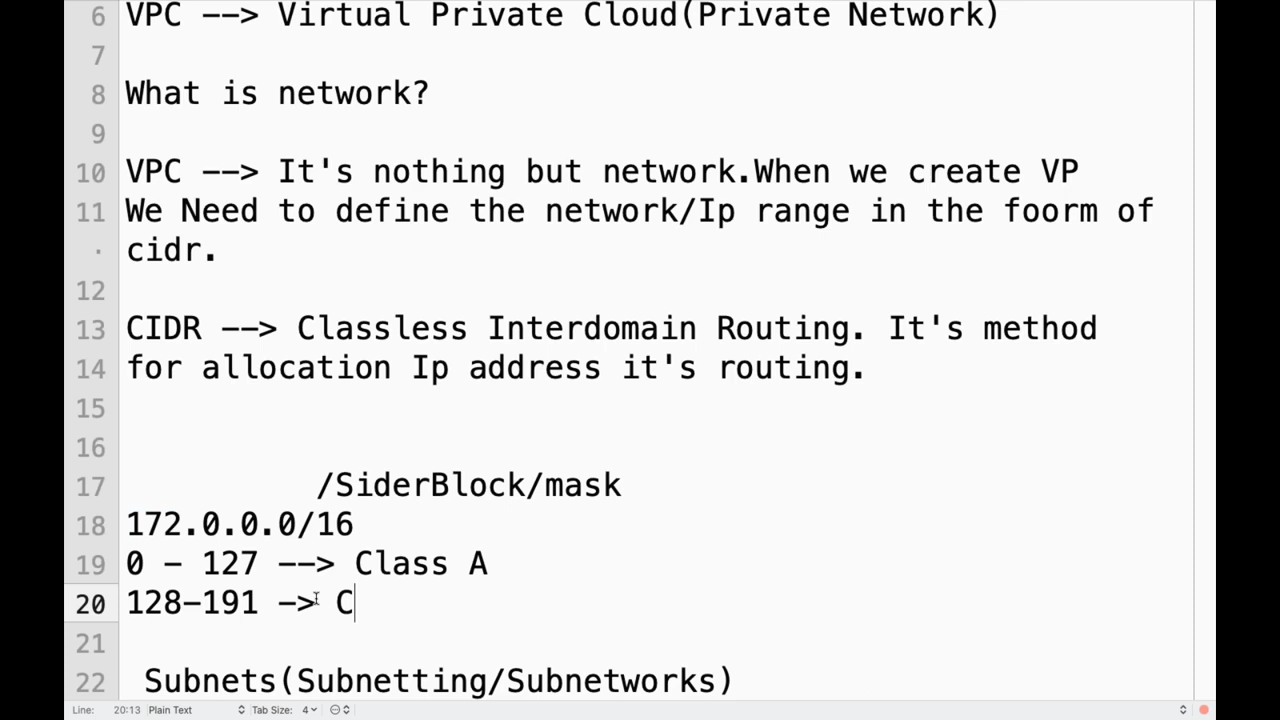 6 VPC --> Virtual Private Cloud(Private Network)
7
8 What is network?
9
10 VPC --> It's nothing but network.When we create VP
11 We Need to define the network/Ip range in the foorm of
· cidr.
12
13 CIDR --> Classless Interdomain Routing. It's method
14 for allocation Ip address it's routing.
15
16
17 /SiderBlock/mask
18 172.0.0.0/16
19 0 - 127 --> Class A
20 128-191 -> C
21
22 Subnets(Subnetting/Subnetworks)
Line: 20:13 Plain Text Tab Size: 4